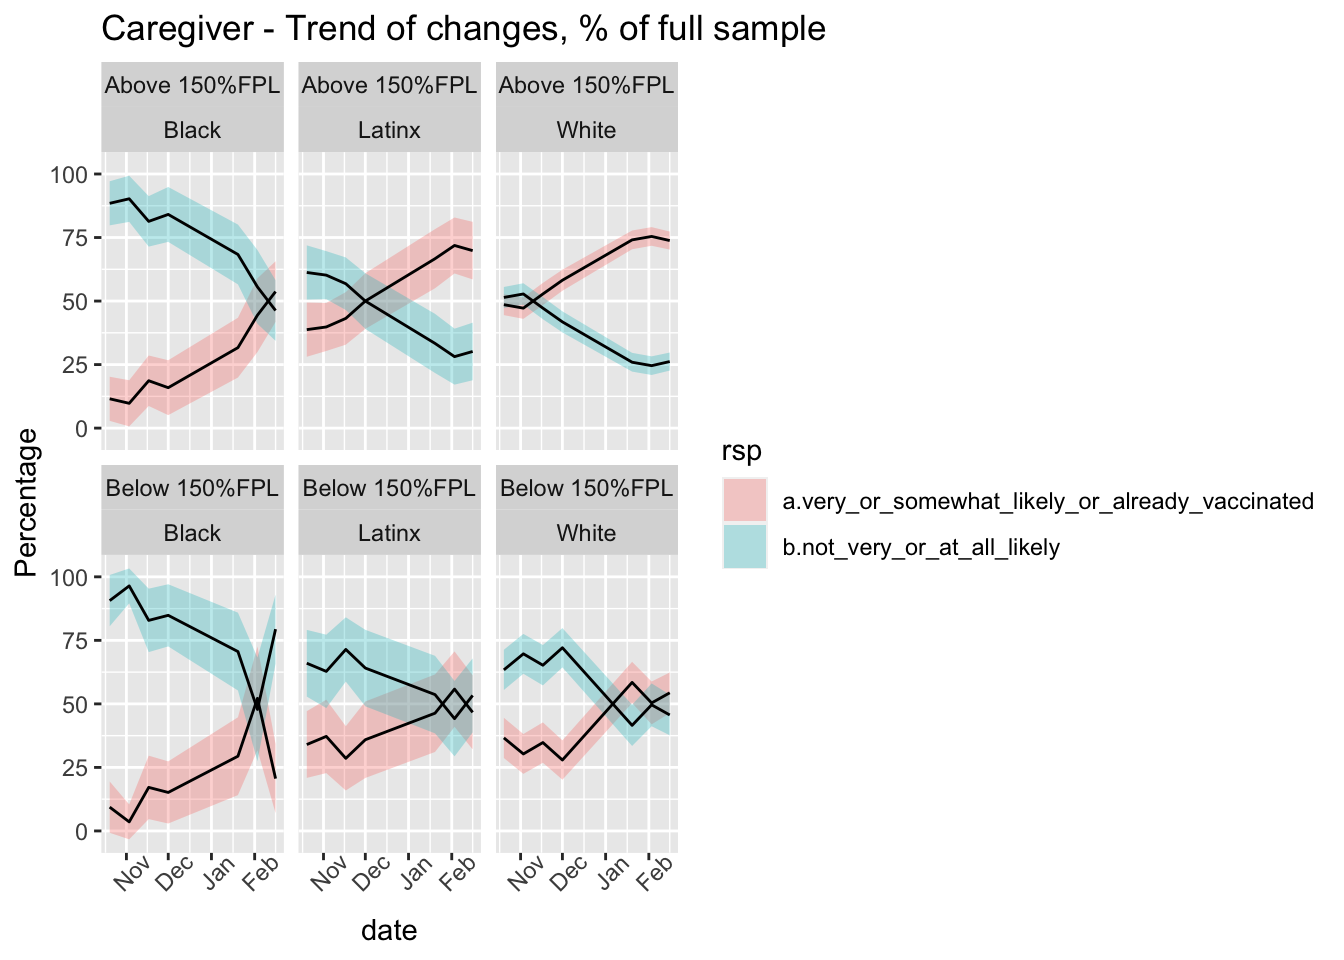 Caregiver - Trend of changes, % of full sample
Above 150%FPL Above 150%FPL Above 150%FPL
Black Latinx White
100
75
50
25
0
Below 150%FPL Below 150%FPL Below 150%FPL
Black Latinx White
100
75
50
25
0
Nov Dec Jan Feb Nov Dec Jan Feb Nov Dec Jan Feb
date
Percentage
rsp
a.very_or_somewhat_likely_or_already_vaccinated
b.not_very_or_at_all_likely